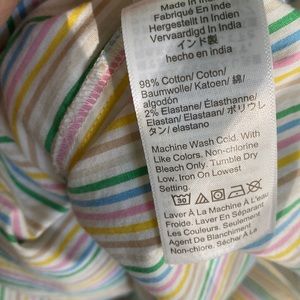 Made In India
Fabriqué En Inde
Hergestellt In Indien
Vervaardigd In India
インド製
hecho en india
98% Cotton/ Coton/
Baumwolle/ Katoen/ 綿/
algodón
2% Elastane/ Élasthanne/
Elastan/ Elastaan/ ポリウレ
タン/ elastano
Machine Wash Cold. With
Like Colors. Non-chlorine
Bleach Only. Tumble Dry
Low. Iron On Lowest
Setting.
30
Laver À La Machine À L'eau
Froide. Laver En Séparant
Les Couleurs. Seulement
Agent De Blanchiment
Non-chloré. Sécher À La